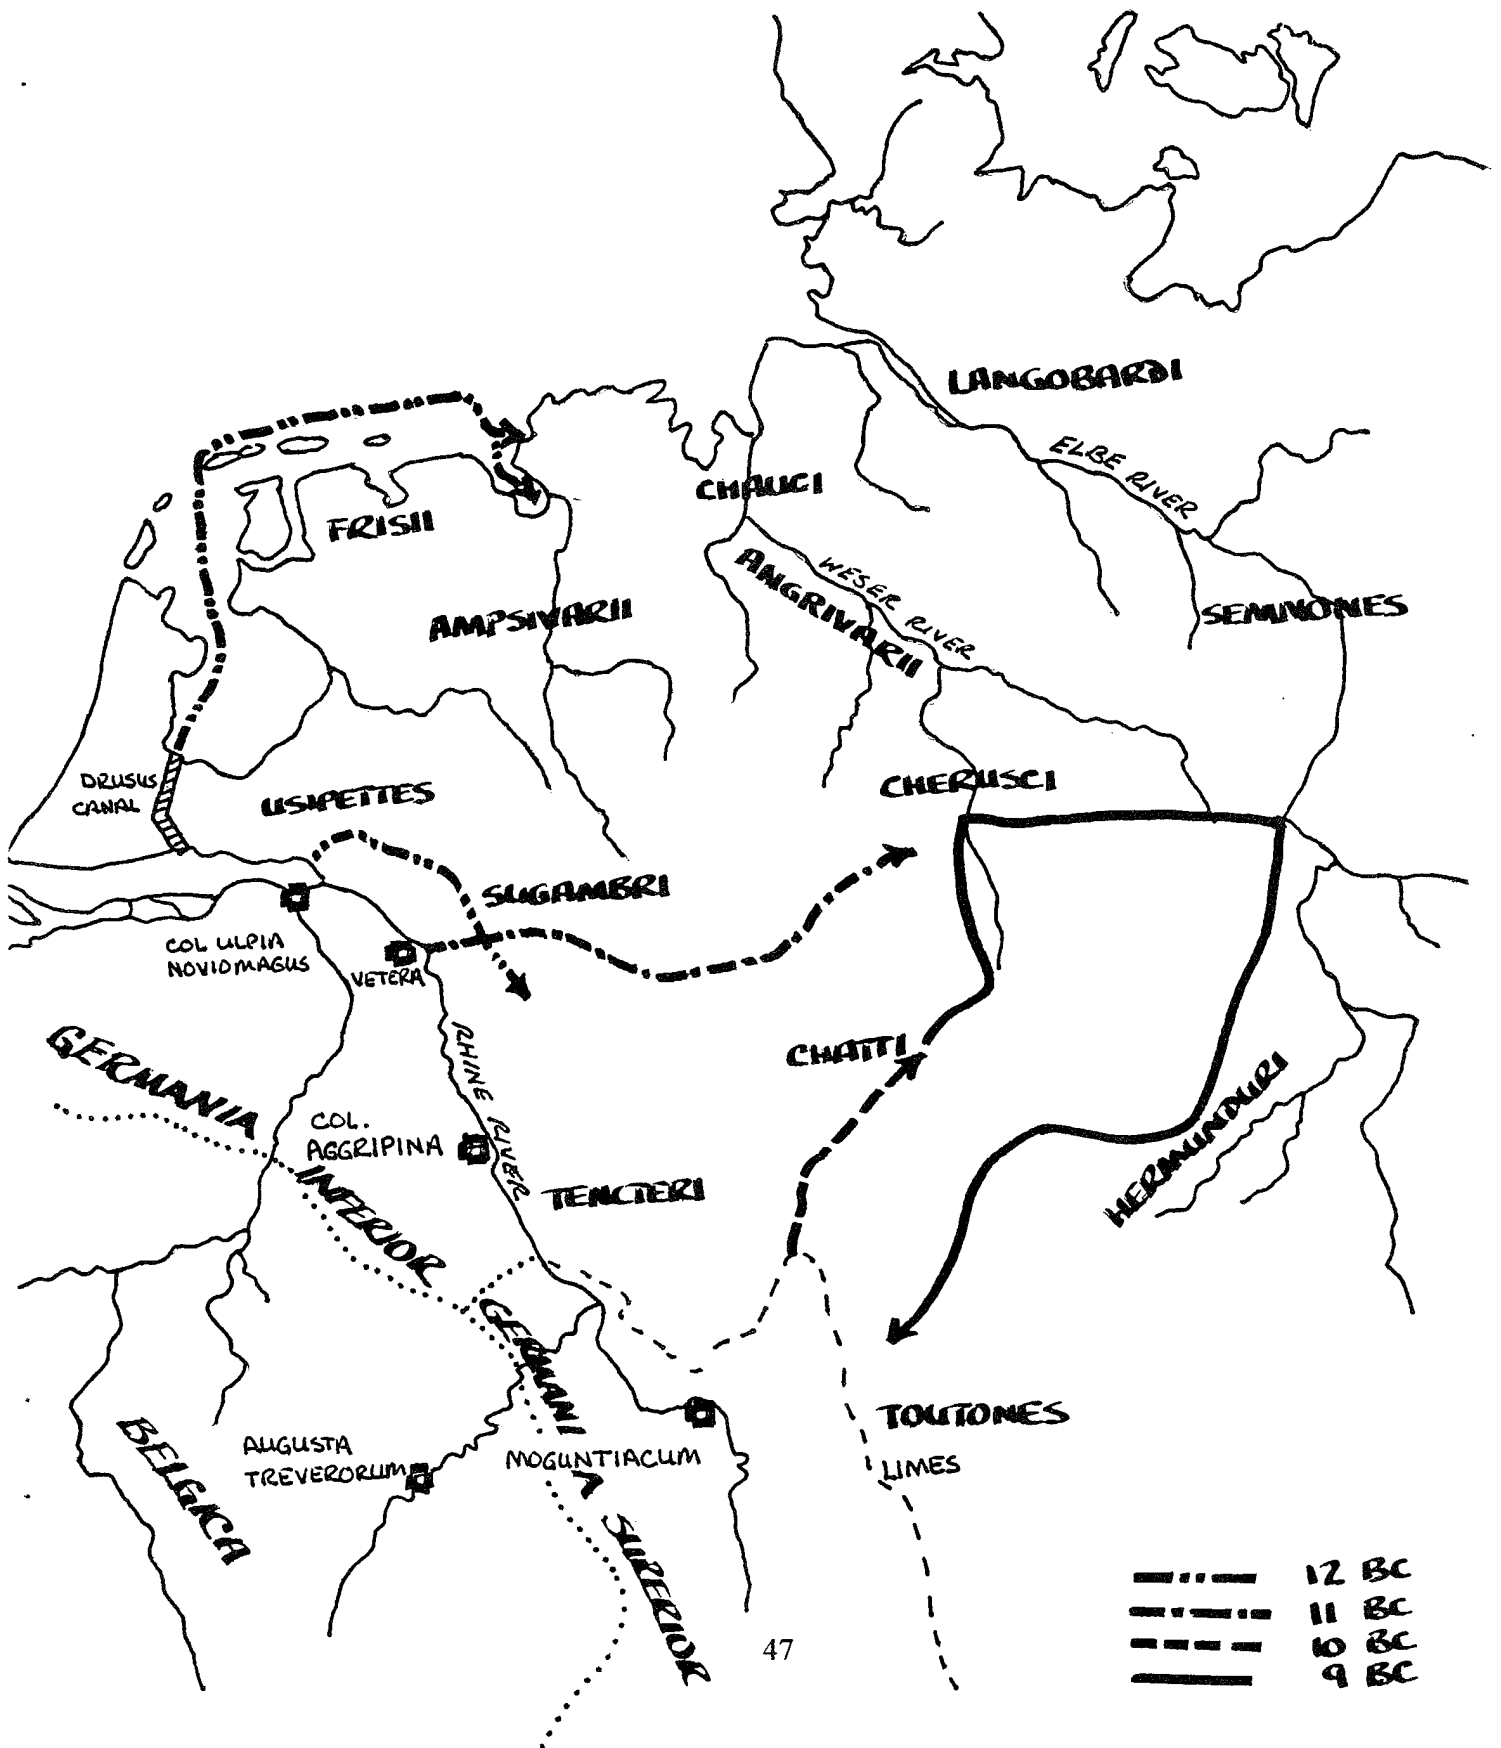 LANGOBARDI
ELBE RIVER
CHAUCI
FRISII
WESER RIVER
ANGRIVARII
AMPSIVARII
SEMNONES
DRUSUS
CANAL
USIPETTES
CHERUSCI
SUGAMBRI
COL ULPIA
NOVIOMAGUS
VETERA
RHINE RIVER
CHATTI
GERMANIA
INFERIOR
COL.
AGGRIPINA
TENCTERI
HERMUNDURI
GERMANIA
SURERIOR
TOUTONES
LIMES
BELGICA
AUGUSTA
TREVERORUM
MOGUNTIACUM
12 BC
11 BC
10 BC
9 BC
47